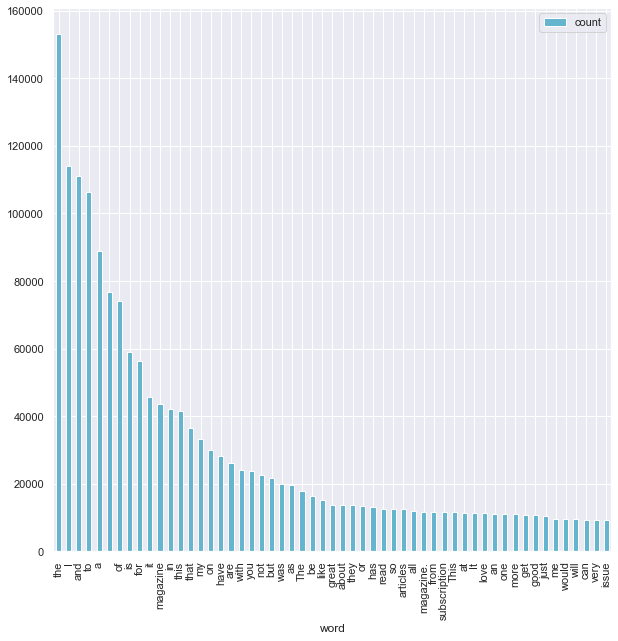 count
160000
140000
120000
100000
80000
60000
40000
20000
0
the
I
and
to
a
of
is
for
it
magazine
in
this
that
my
on
have
are
with
you
not
but
was
as
The
be
like
great
about
they
or
has
read
so
articles
all
magazine.
from
subscription
This
at
It
love
an
one
more
get
good
just
me
would
will
can
very
issue
word